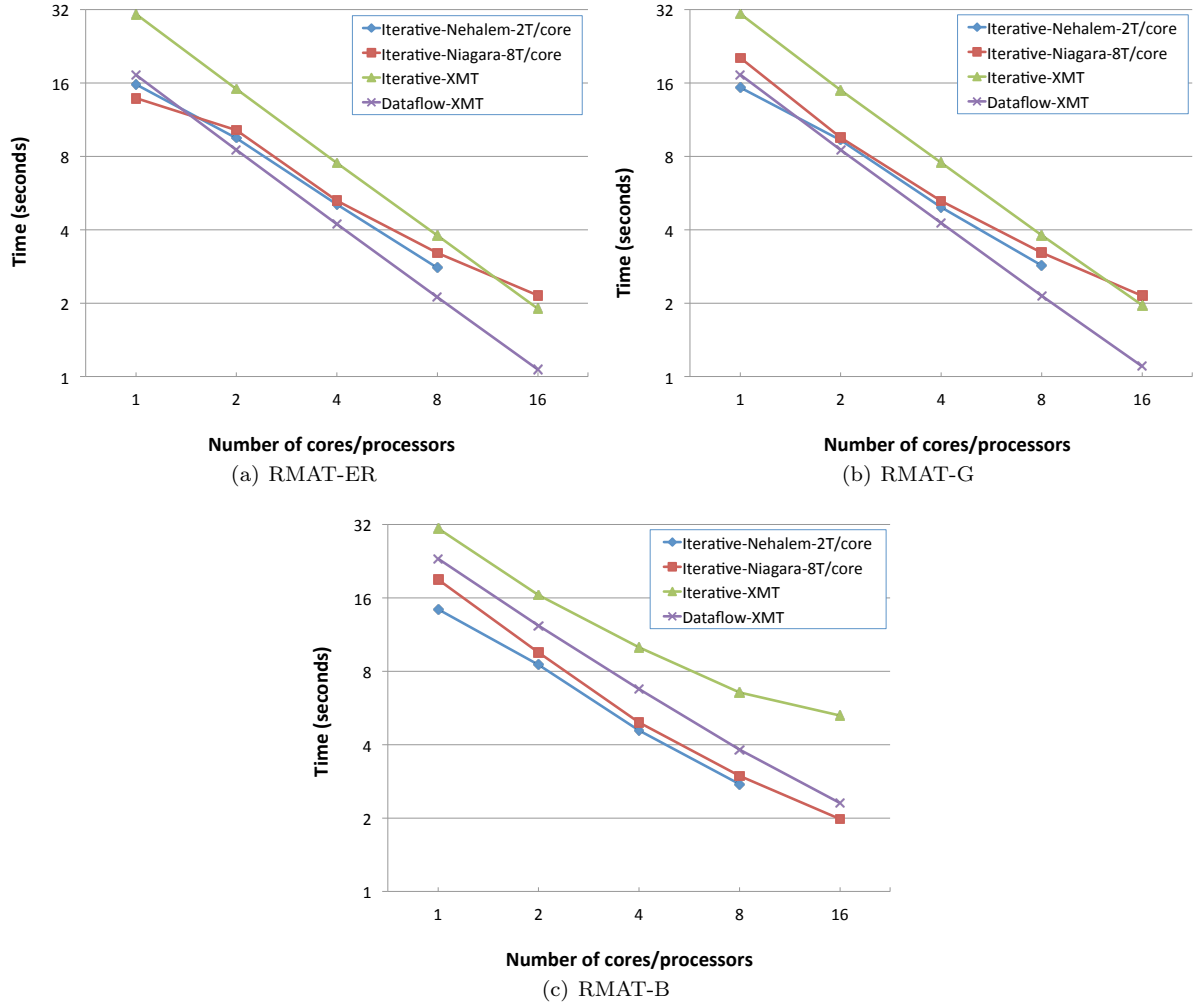 32
16
8
4
2
1
Time (seconds)
Iterative-Nehalem-2T/core
Iterative-Niagara-8T/core
Iterative-XMT
Dataflow-XMT
1 2 4 8 16
Number of cores/processors
(a) RMAT-ER
32
16
8
4
2
1
Time (seconds)
Iterative-Nehalem-2T/core
Iterative-Niagara-8T/core
Iterative-XMT
Dataflow-XMT
1 2 4 8 16
Number of cores/processors
(b) RMAT-G
32
16
8
4
2
1
Time (seconds)
Iterative-Nehalem-2T/core
Iterative-Niagara-8T/core
Iterative-XMT
Dataflow-XMT
1 2 4 8 16
Number of cores/processors
(c) RMAT-B